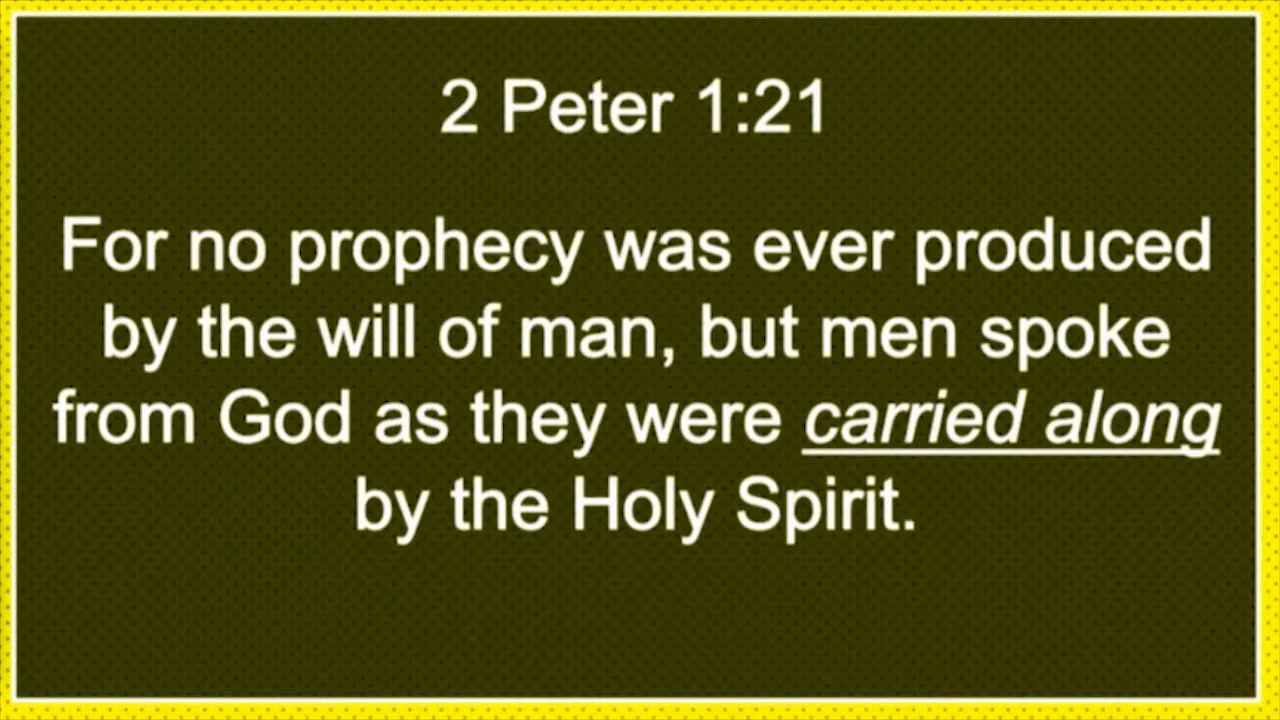 2 Peter 1:21
For no prophecy was ever produced
by the will of man, but men spoke
from God as they were carried along
by the Holy Spirit.